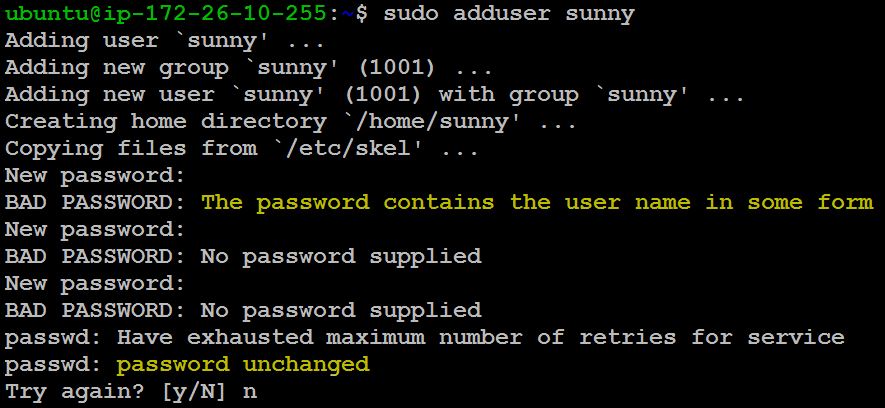 ubuntu@ip-172-26-10-255:~$ sudo adduser sunny
Adding user `sunny' ...
Adding new group `sunny' (1001) ...
Adding new user `sunny' (1001) with group `sunny' ...
Creating home directory `/home/sunny' ...
Copying files from `/etc/skel' ...
New password:
BAD PASSWORD: The password contains the user name in some form
New password:
BAD PASSWORD: No password supplied
New password:
BAD PASSWORD: No password supplied
passwd: Have exhausted maximum number of retries for service
passwd: password unchanged
Try again? [y/N] n